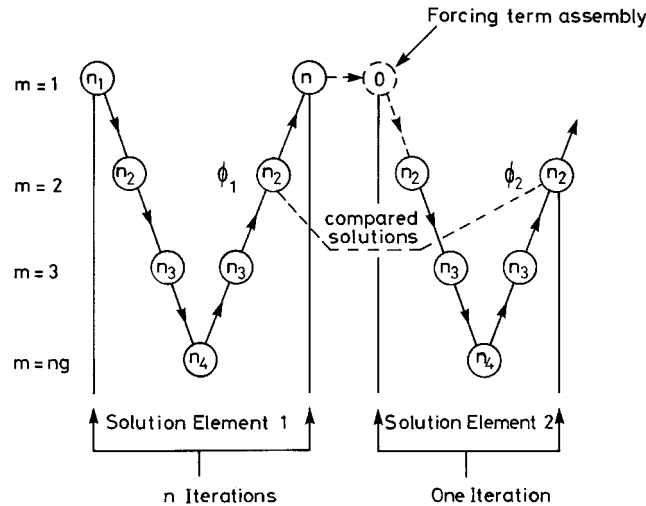 Forcing term assembly
m = 1
n₁
n
0
m = 2
n₂
ϕ₁
n₂
n₂
ϕ₂
n₂
compared
solutions
m = 3
n₃
n₃
n₃
n₃
m = ng
n₄
n₄
Solution Element 1
Solution Element 2
n Iterations
One Iteration